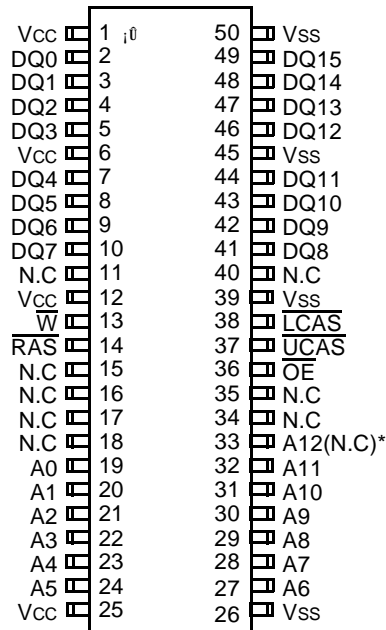 VCC 1 ¡Û 50 VSS
DQ0 2 49 DQ15
DQ1 3 48 DQ14
DQ2 4 47 DQ13
DQ3 5 46 DQ12
VCC 6 45 VSS
DQ4 7 44 DQ11
DQ5 8 43 DQ10
DQ6 9 42 DQ9
DQ7 10 41 DQ8
N.C 11 40 N.C
VCC 12 39 VSS
W 13 38 LCAS
RAS 14 37 UCAS
N.C 15 36 OE
N.C 16 35 N.C
N.C 17 34 N.C
N.C 18 33 A12(N.C)*
A0 19 32 A11
A1 20 31 A10
A2 21 30 A9
A3 22 29 A8
A4 23 28 A7
A5 24 27 A6
VCC 25 26 VSS